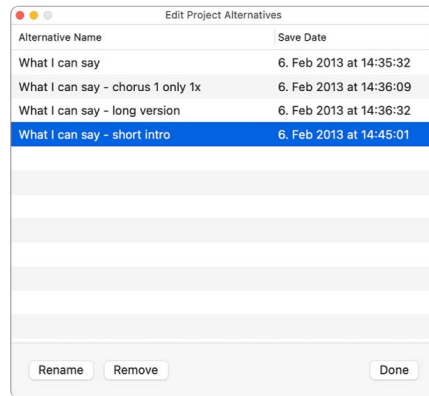 Edit Project Alternatives
Alternative Name Save Date
What I can say 6. Feb 2013 at 14:35:32
What I can say - chorus 1 only 1x 6. Feb 2013 at 14:36:09
What I can say - long version 6. Feb 2013 at 14:36:32
What I can say - short intro 6. Feb 2013 at 14:45:01
Rename Remove Done